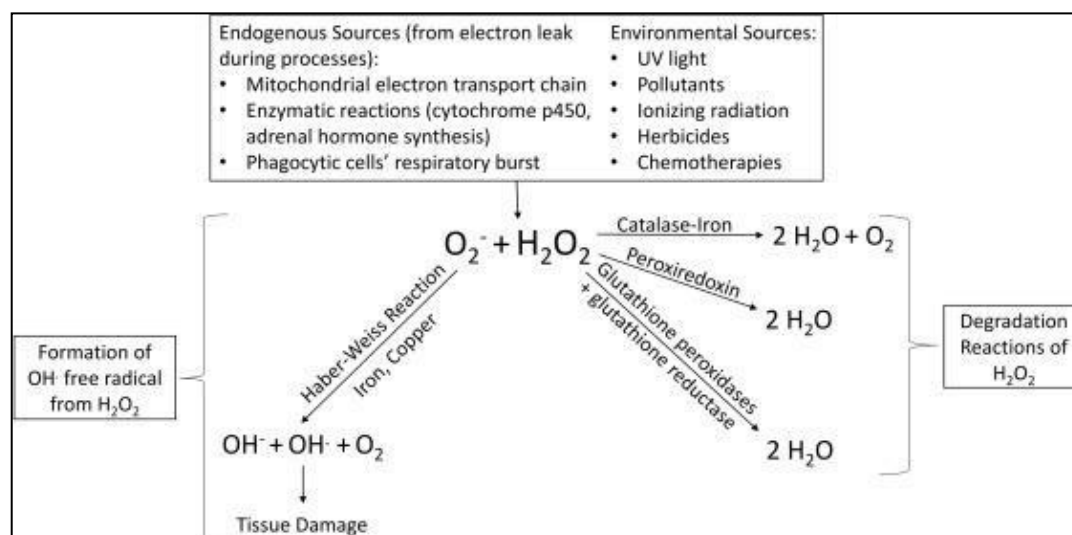 Endogenous Sources (from electron leak
during processes):
• Mitochondrial electron transport chain
• Enzymatic reactions (cytochrome p450,
adrenal hormone synthesis)
• Phagocytic cells' respiratory burst
Environmental Sources:
• UV light
• Pollutants
• Ionizing radiation
• Herbicides
• Chemotherapies
O₂⁻ + H₂O₂
Catalase-Iron
2 H₂O + O₂
Peroxiredoxin
2 H₂O
Glutathione peroxidases
+ glutathione reductase
2 H₂O
Degradation
Reactions of
H₂O₂
Haber-Weiss Reaction
Iron, Copper
Formation of
OH· free radical
from H₂O₂
OH⁻ + OH· + O₂
Tissue Damage